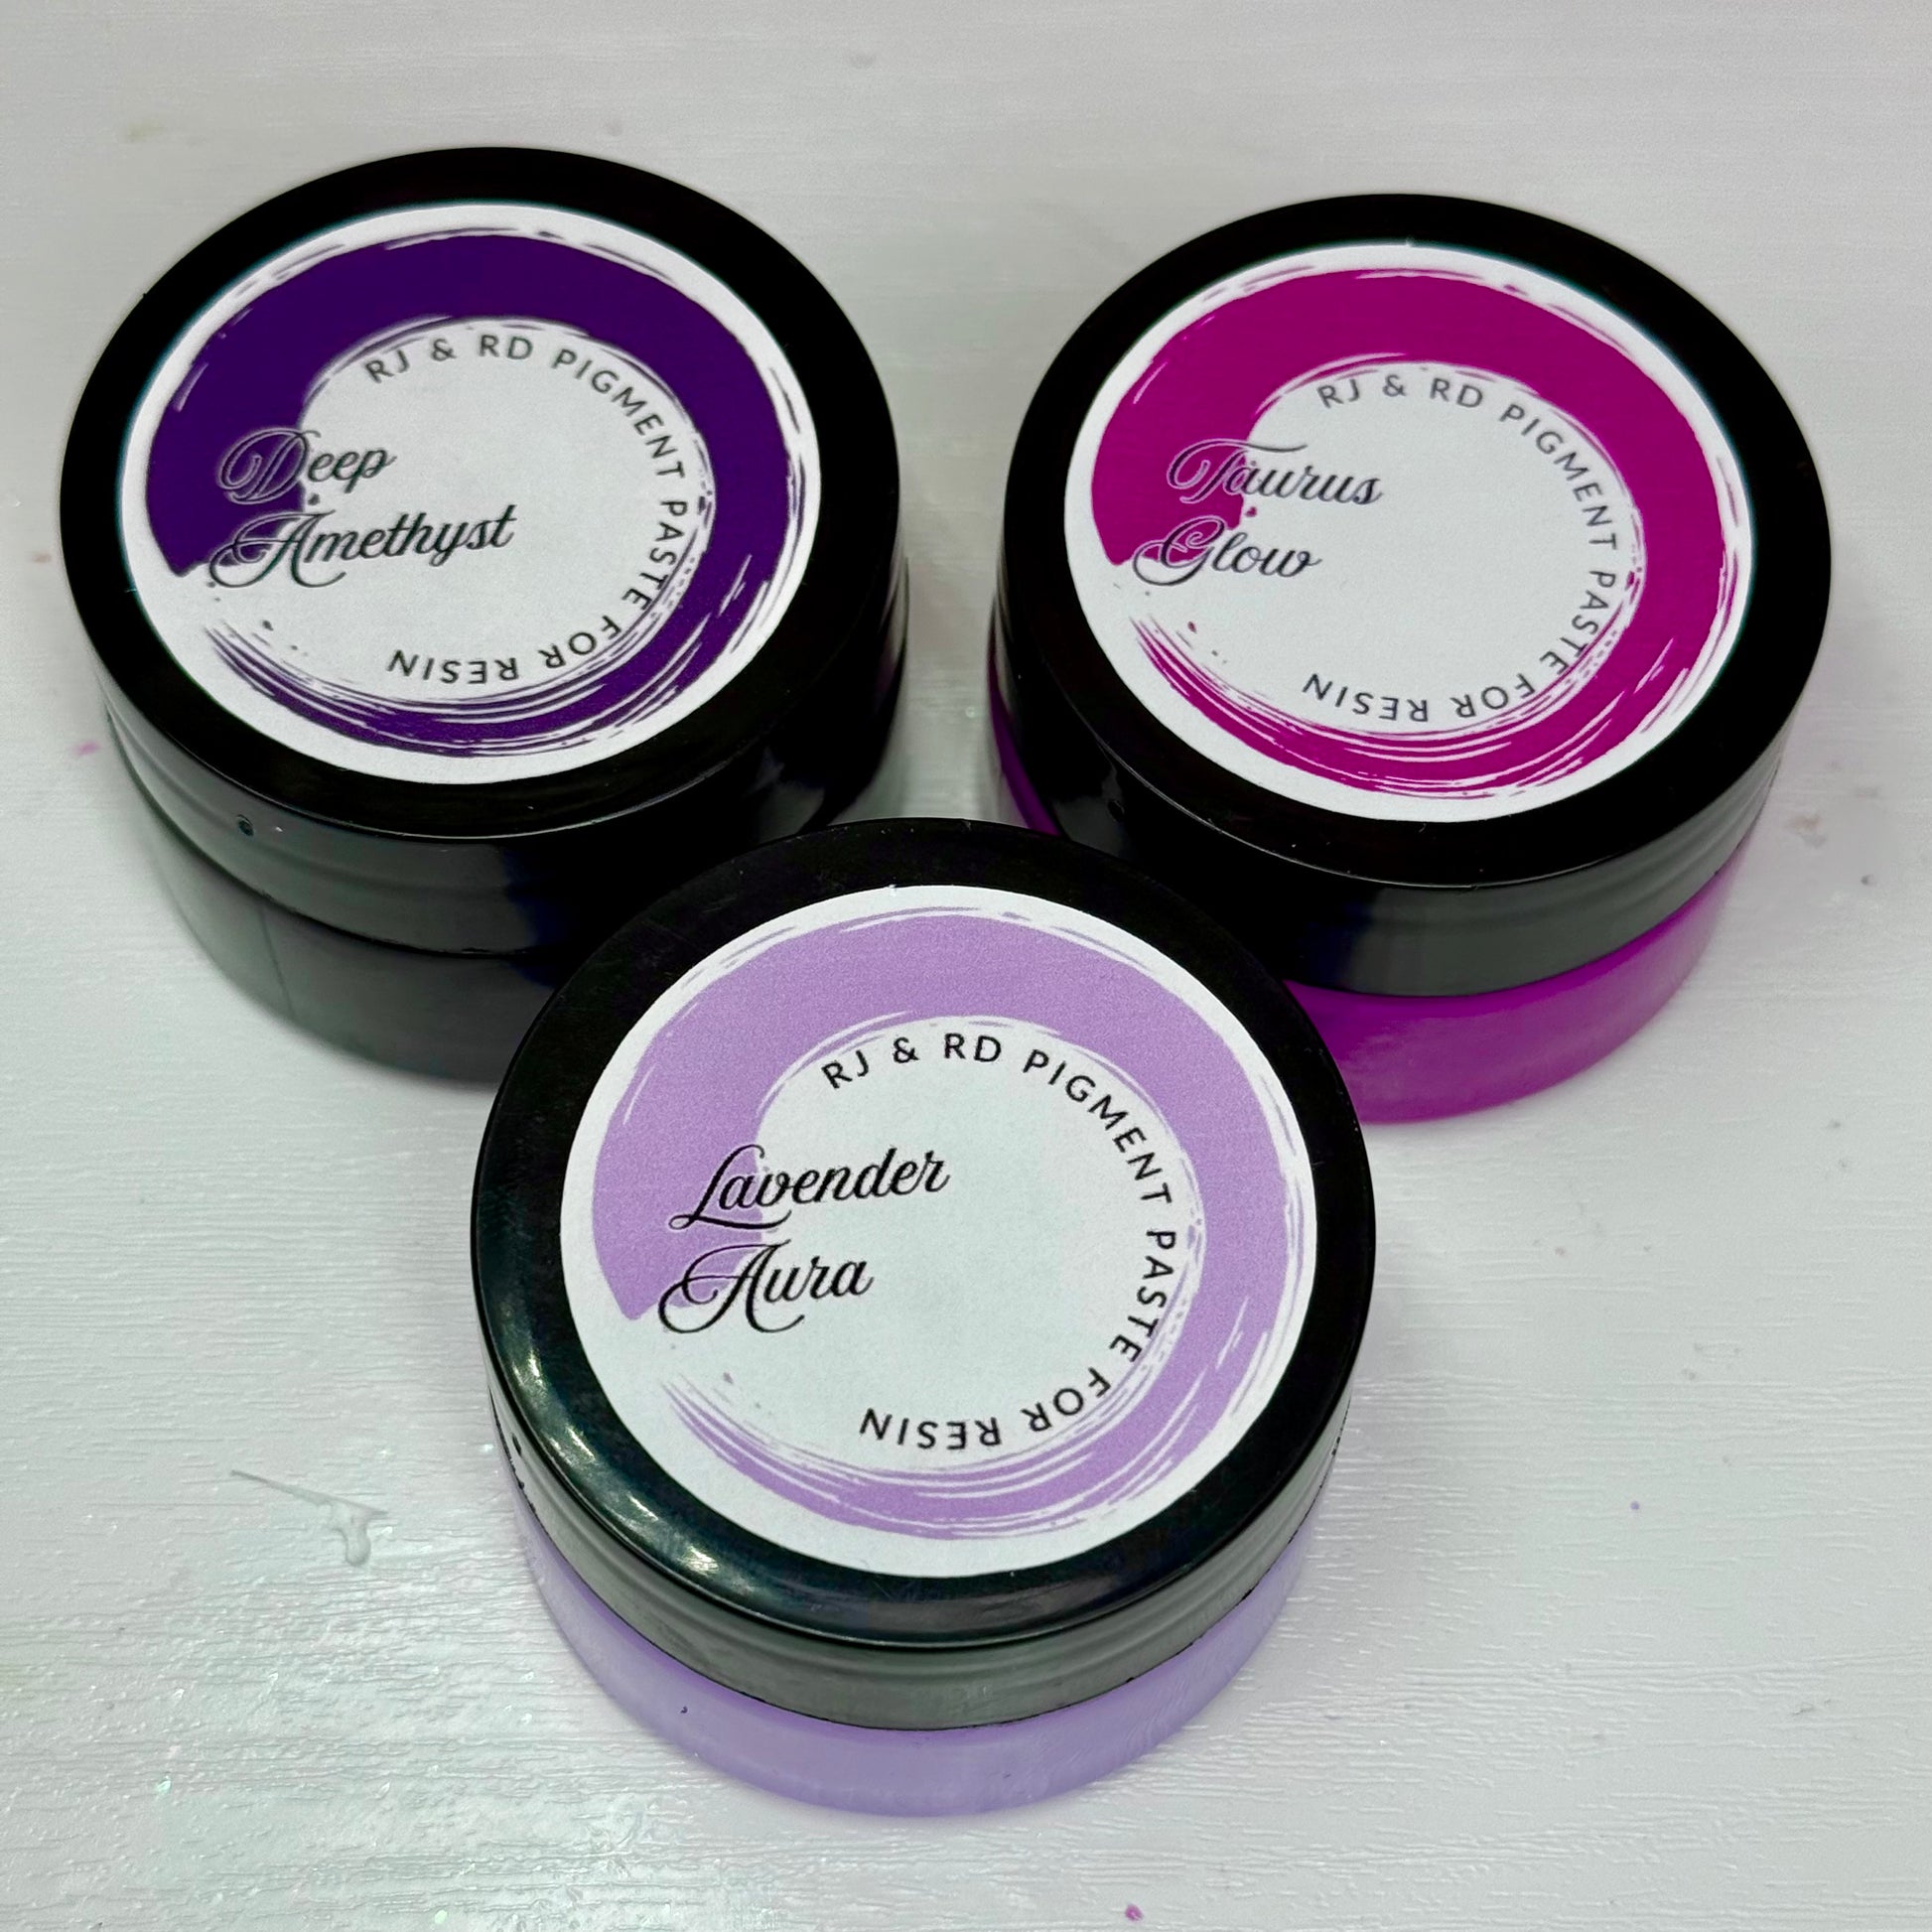 RJ & RD PIGMENT PASTE FOR RESIN
Deep
Amethyst
RJ & RD PIGMENT PASTE FOR RESIN
Taurus
Glow
RJ & RD PIGMENT PASTE FOR RESIN
Lavender
Aura